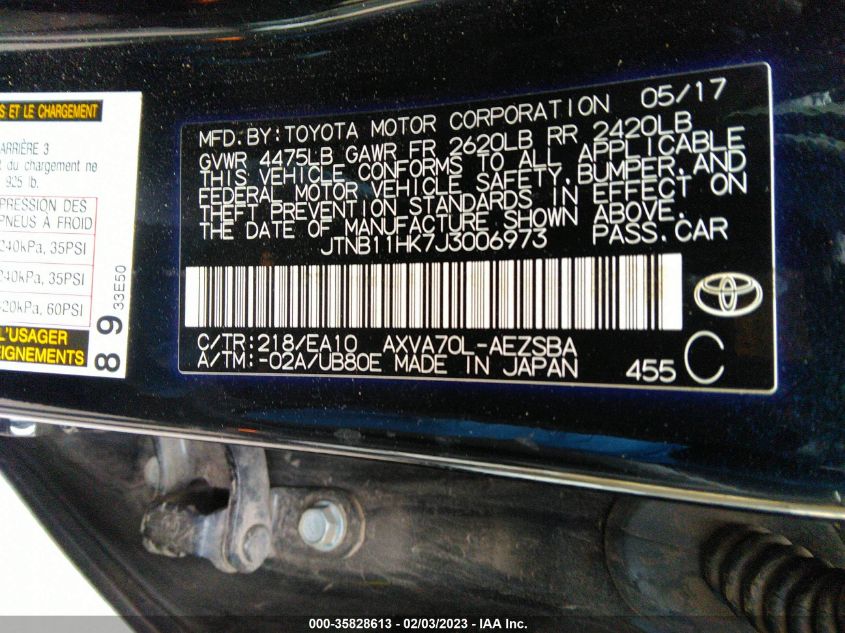 S ET LE CHARGEMENT
ARRIÈRE 3
t du chargement ne
925 lb.
PRESSION DES
PNEUS À FROID
240kPa, 35PSI
240kPa, 35PSI
420kPa, 60PSI
L'USAGER
EIGNEMENTS
89
33E50
MFD. BY: TOYOTA MOTOR CORPORATION 05/17
GVWR 4475LB GAWR FR 2620LB RR 2420LB
THIS VEHICLE CONFORMS TO ALL APPLICABLE
FEDERAL MOTOR VEHICLE SAFETY, BUMPER, AND
THEFT PREVENTION STANDARDS IN EFFECT ON
THE DATE OF MANUFACTURE SHOWN ABOVE.
JTNB11HK7J3006973 PASS. CAR
C/TR: 218/EA10 AXVA70L-AEZSBA
A/TM: -02A/UB80E MADE IN JAPAN 455 C
000-35828613 - 02/03/2023 - IAA Inc.